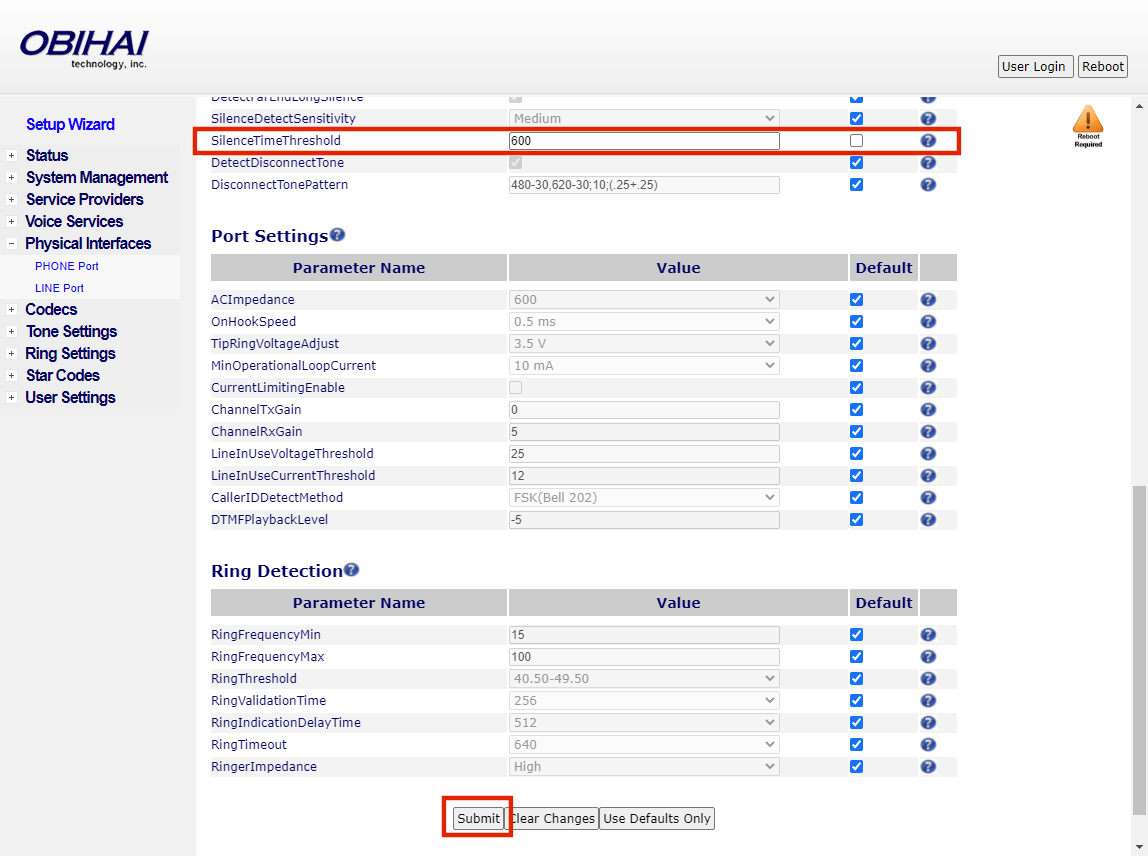 OBIHAI
technology, inc.
User Login Reboot
Setup Wizard
Status
System Management
Service Providers
Voice Services
Physical Interfaces
PHONE Port
LINE Port
Codecs
Tone Settings
Ring Settings
Star Codes
User Settings
Reboot
Required
DetectFarEndLongSilence
SilenceDetectSensitivity Medium
SilenceTimeThreshold 600
DetectDisconnectTone
DisconnectTonePattern 480-30,620-30;10;(.25+.25)
Port Settings
Parameter Name Value Default
ACImpedance 600
OnHookSpeed 0.5 ms
TipRingVoltageAdjust 3.5 V
MinOperationalLoopCurrent 10 mA
CurrentLimitingEnable
ChannelTxGain 0
ChannelRxGain 5
LineInUseVoltageThreshold 25
LineInUseCurrentThreshold 12
CallerIDDetectMethod FSK(Bell 202)
DTMFPlaybackLevel -5
Ring Detection
Parameter Name Value Default
RingFrequencyMin 15
RingFrequencyMax 100
RingThreshold 40.50-49.50
RingValidationTime 256
RingIndicationDelayTime 512
RingTimeout 640
RingerImpedance High
Submit Clear Changes Use Defaults Only